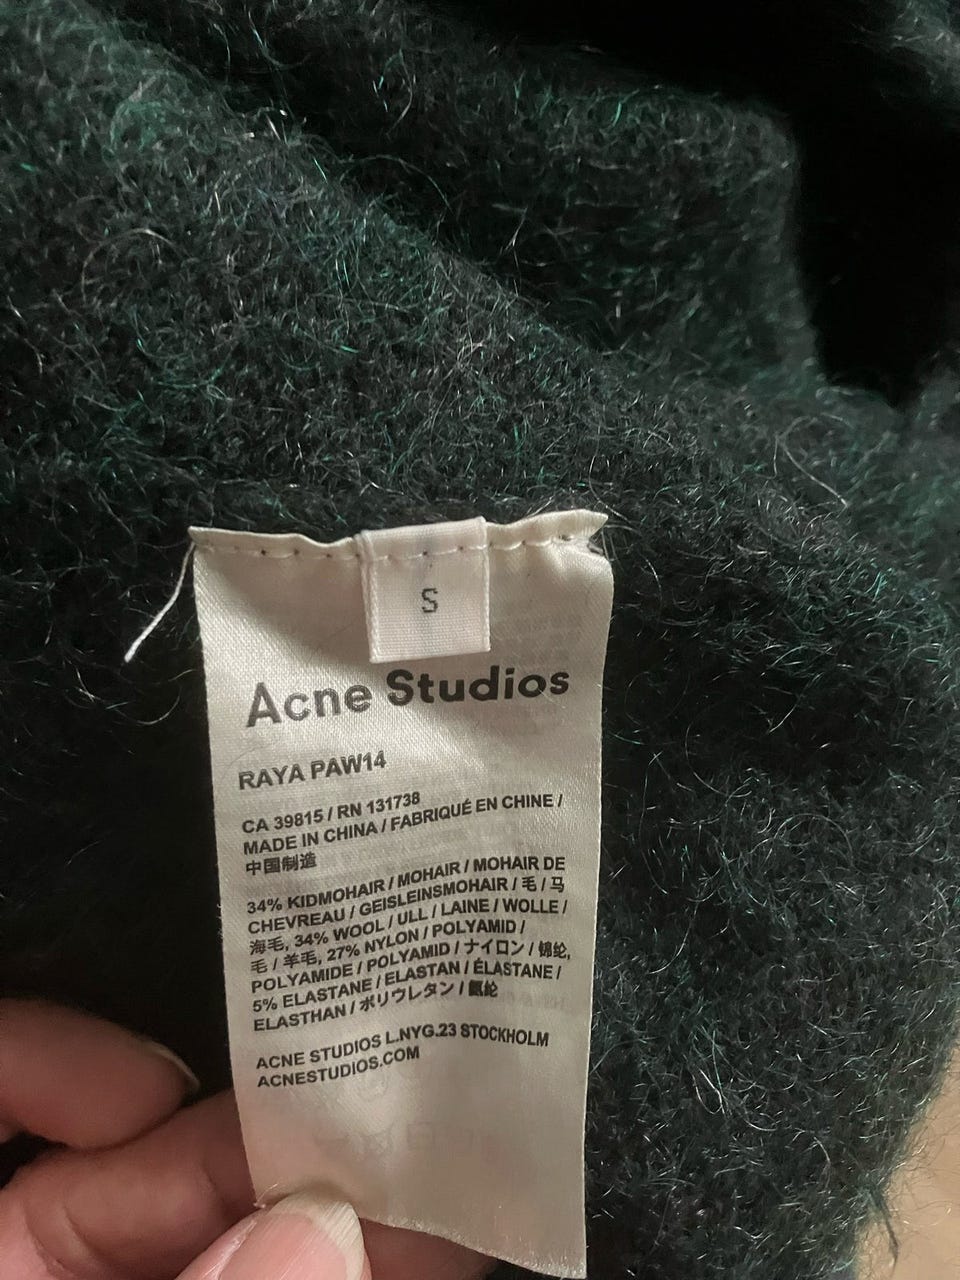 S
Acne Studios
RAYA PAW14
CA 39815 / RN 131738
MADE IN CHINA / FABRIQUÉ EN CHINE /
中国制造
34% KIDMOHAIR / MOHAIR / MOHAIR DE
CHEVREAU / GEISLEINSMOHAIR / 毛 / 马
海毛, 34% WOOL / ULL / LAINE / WOLLE /
毛 / 羊毛, 27% NYLON / POLYAMID /
POLYAMIDE / POLYAMID / ナイロン / 锦纶,
5% ELASTANE / ELASTAN / ÉLASTANE /
ELASTHAN / ポリウレタン / 氨纶
ACNE STUDIOS L.NYG.23 STOCKHOLM
ACNESTUDIOS.COM